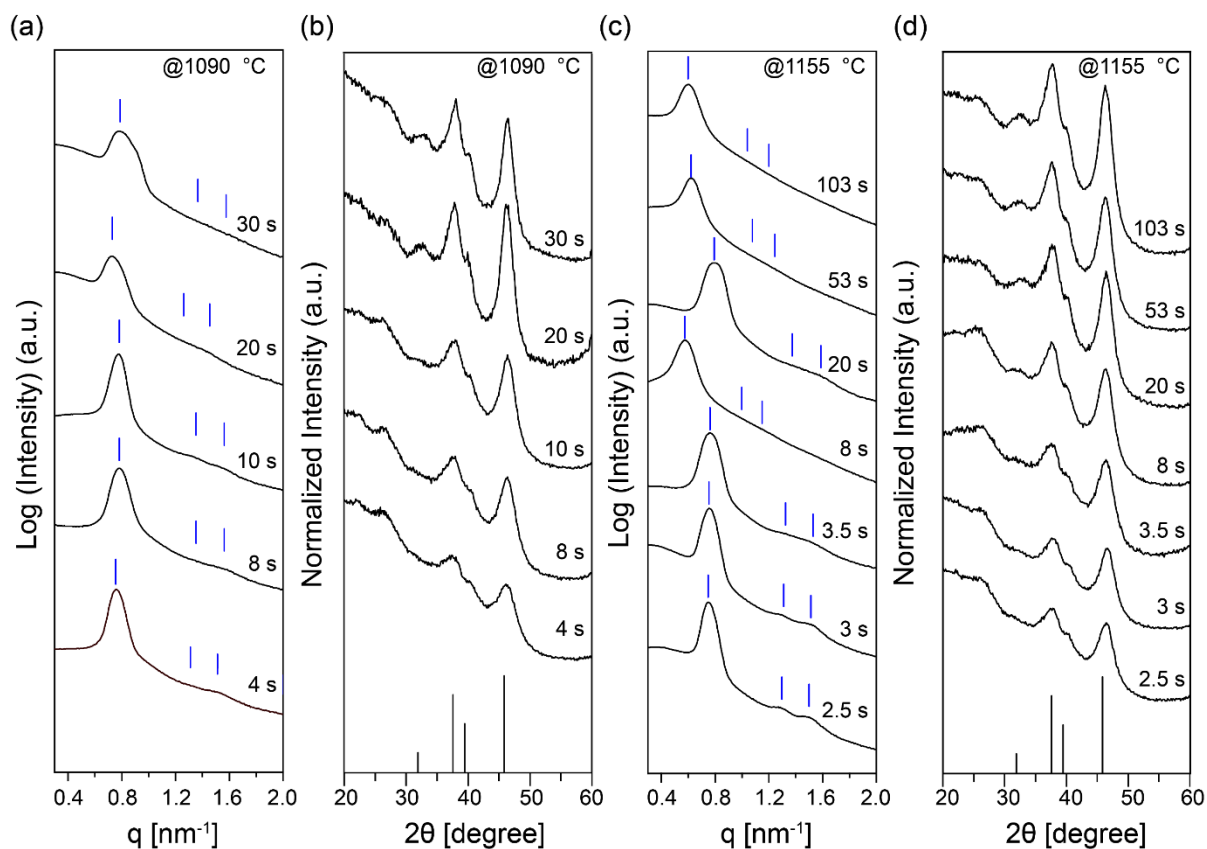 (a)
@1090 °C
30 s
20 s
10 s
8 s
4 s
Log (Intensity) (a.u.)
0.4 0.8 1.2 1.6 2.0
q [nm⁻¹]
(b)
@1090 °C
30 s
20 s
10 s
8 s
4 s
Normalized Intensity (a.u.)
20 30 40 50 60
2θ [degree]
(c)
@1155 °C
103 s
53 s
20 s
8 s
3.5 s
3 s
2.5 s
Log (Intensity) (a.u.)
0.4 0.8 1.2 1.6 2.0
q [nm⁻¹]
(d)
@1155 °C
103 s
53 s
20 s
8 s
3.5 s
3 s
2.5 s
Normalized Intensity (a.u.)
20 30 40 50 60
2θ [degree]